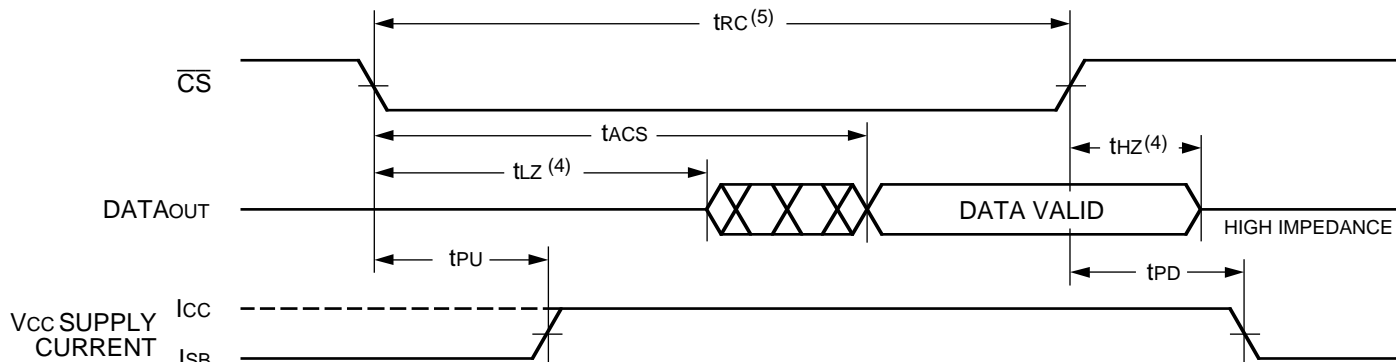 tRC (5)
CS
tACS
tLZ (4)
tHZ (4)
DATAOUT
DATA VALID
HIGH IMPEDANCE
tPU
tPD
VCC SUPPLY
CURRENT
ICC
ISB